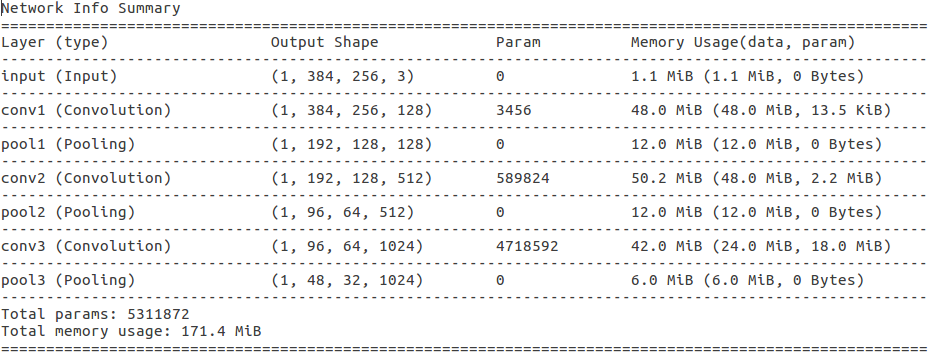 Network Info Summary
=======================================================================================================
Layer (type)                  Output Shape             Param          Memory Usage(data, param)
-------------------------------------------------------------------------------------------------------
input (Input)                 (1, 384, 256, 3)         0              1.1 MiB (1.1 MiB, 0 Bytes)
-------------------------------------------------------------------------------------------------------
conv1 (Convolution)           (1, 384, 256, 128)       3456           48.0 MiB (48.0 MiB, 13.5 KiB)
-------------------------------------------------------------------------------------------------------
pool1 (Pooling)               (1, 192, 128, 128)       0              12.0 MiB (12.0 MiB, 0 Bytes)
-------------------------------------------------------------------------------------------------------
conv2 (Convolution)           (1, 192, 128, 512)       589824         50.2 MiB (48.0 MiB, 2.2 MiB)
-------------------------------------------------------------------------------------------------------
pool2 (Pooling)               (1, 96, 64, 512)         0              12.0 MiB (12.0 MiB, 0 Bytes)
-------------------------------------------------------------------------------------------------------
conv3 (Convolution)           (1, 96, 64, 1024)        4718592        42.0 MiB (24.0 MiB, 18.0 MiB)
-------------------------------------------------------------------------------------------------------
pool3 (Pooling)               (1, 48, 32, 1024)        0              6.0 MiB (6.0 MiB, 0 Bytes)
-------------------------------------------------------------------------------------------------------
Total params: 5311872
Total memory usage: 171.4 MiB
=======================================================================================================